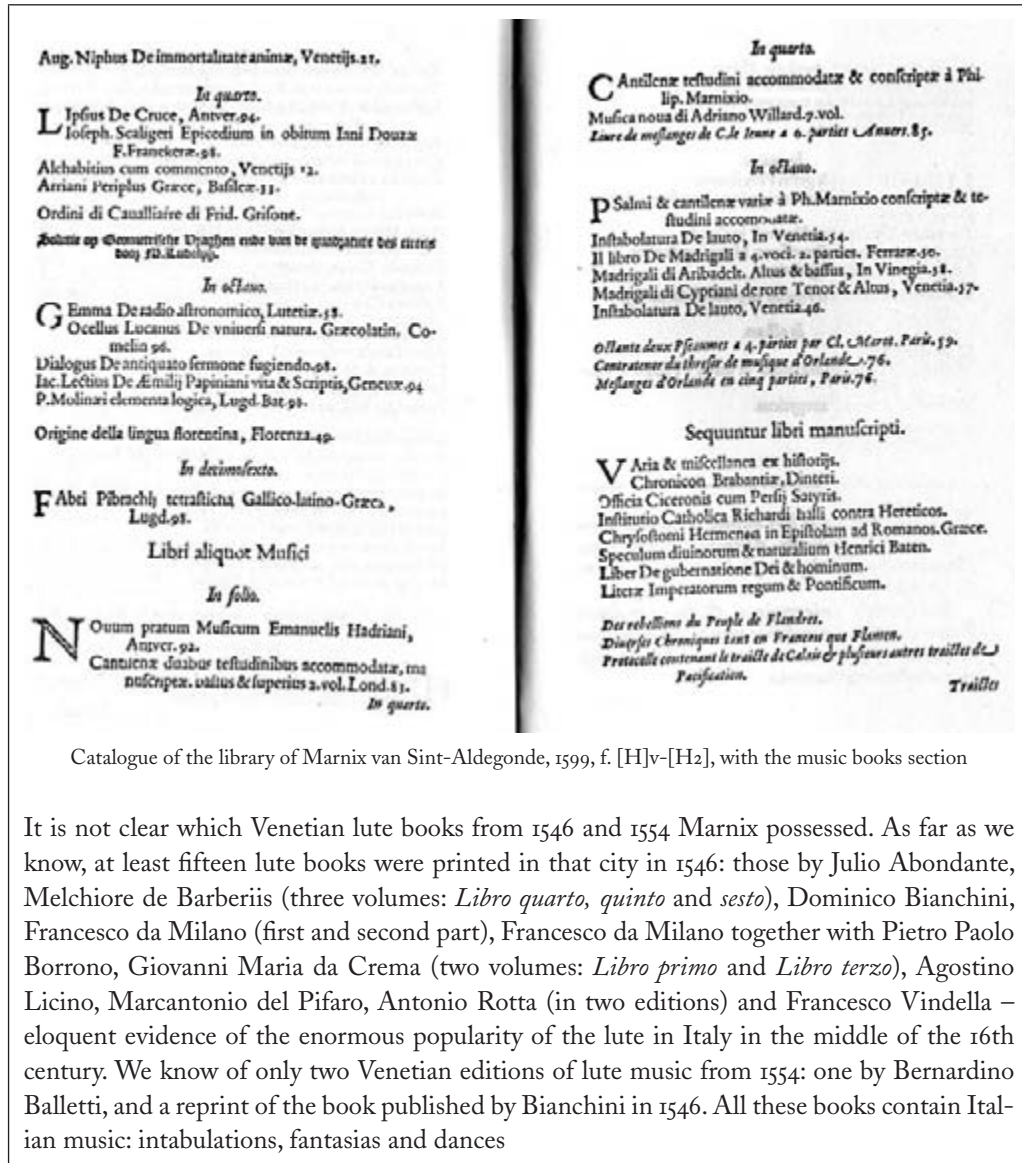 Aug. Niphus De immortalitate animæ, Venetijs.21.
In quarto.
LIpſius De Cruce, Antver.94.
Ioſeph. Scaligeri Epicedium in obitum Iani Douzæ
F.Franekeræ.98.
Alchabitius cum commento, Venetijs 12.
Arriani Periplus Græce, Baſileæ.33.
Ordini di Caualliaire di Frid. Griſone.
op Geometriſche ende van de quadrature des circus
door
In octauo.
GEmma De radio aſtronomico, Lutetiæ.58.
Ocellus Lucanus De vniuerſi natura. Græcolatin. Co-
melin 96.
Dialogus De antiquato ſermone fugiendo.98.
Iac.Lectius De Æmilij Papiniani vita & Scriptis, Geneuæ.94
P.Molinæi elementa logica, Lugd.Bat.98.
Origine della lingua florentina, Florenza.49.
In decimoſexto.
FAbri Pibrachij tetraſticha Gallico-latino-Græca,
Lugd.98.
Libri aliquot Muſici
In folio.
NOuum pratum Muſicum Emanuelis Hadriani,
Antver.92.
Cantilenæ duabus teſtudinibus accommodatæ, ma
nuſcriptæ. baſſus & ſuperius 2.vol.Lond.83.
In quarto.
In quarto.
CAntilenæ teſtudini accommodatæ & conſcriptæ à Phi-
lip. Marnixio.
Muſica noua di Adriano Willard.7.vol.
Liure de meſlanges de C.le Ieune a 6. parties Anuers.85.
In octauo.
PSalmi & cantilenæ variæ à Ph.Marnixio conſcriptæ & te-
ſtudini accomodatæ.
Inſtabolatura De lauto, In Venetia.54.
Il libro De Madrigali a 4.voci. 2. parties. Ferraræ.50.
Madrigali di Aribadelt. Altus & baſſus, In Vinegia.58.
Madrigali di Cypriani de rore Tenor & Altus, Venetia.57.
Inſtabolatura De lauto, Venetia.46.
Octante deux Pſeaumes a 4.parties par Cl. Marot. Paris.59.
Contratener du threſor de muſique d'Orlande.76.
Meſlanges d'Orlande en cinq parties, Paris.76.
Sequuntur libri manuſcripti.
VAria & miſcellanea ex hiſtorijs.
Chronicon Brabantiæ, Dinteri.
Officia Ciceronis cum Perſij Satyris.
Inſtitutio Catholica Richardi baſſi contra Hereticos.
Chryſoſtomi Hermeneia in Epiſtolam ad Romanos.Græce.
Speculum diuinorum & naturalium Henrici Baten.
Liber De gubernatione Dei & hominum.
Literæ Imperatorum regum & Pontificum.
Des rebellions du Peuple de Flandres.
Diuerſes Chroniques tant en Francois que Flamen.
Protocolle contenant le traicte de Calais & pluſieurs autres traictes de
Pacification.
Traictes
Catalogue of the library of Marnix van Sint-Aldegonde, 1599, f. [H]v-[H2], with the music books section
It is not clear which Venetian lute books from 1546 and 1554 Marnix possessed. As far as we
know, at least fifteen lute books were printed in that city in 1546: those by Julio Abondante,
Melchiore de Barberiis (three volumes: Libro quarto, quinto and sesto), Dominico Bianchini,
Francesco da Milano (first and second part), Francesco da Milano together with Pietro Paolo
Borrono, Giovanni Maria da Crema (two volumes: Libro primo and Libro terzo), Agostino
Licino, Marcantonio del Pifaro, Antonio Rotta (in two editions) and Francesco Vindella –
eloquent evidence of the enormous popularity of the lute in Italy in the middle of the 16th
century. We know of only two Venetian editions of lute music from 1554: one by Bernardino
Balletti, and a reprint of the book published by Bianchini in 1546. All these books contain Ital-
ian music: intabulations, fantasias and dances